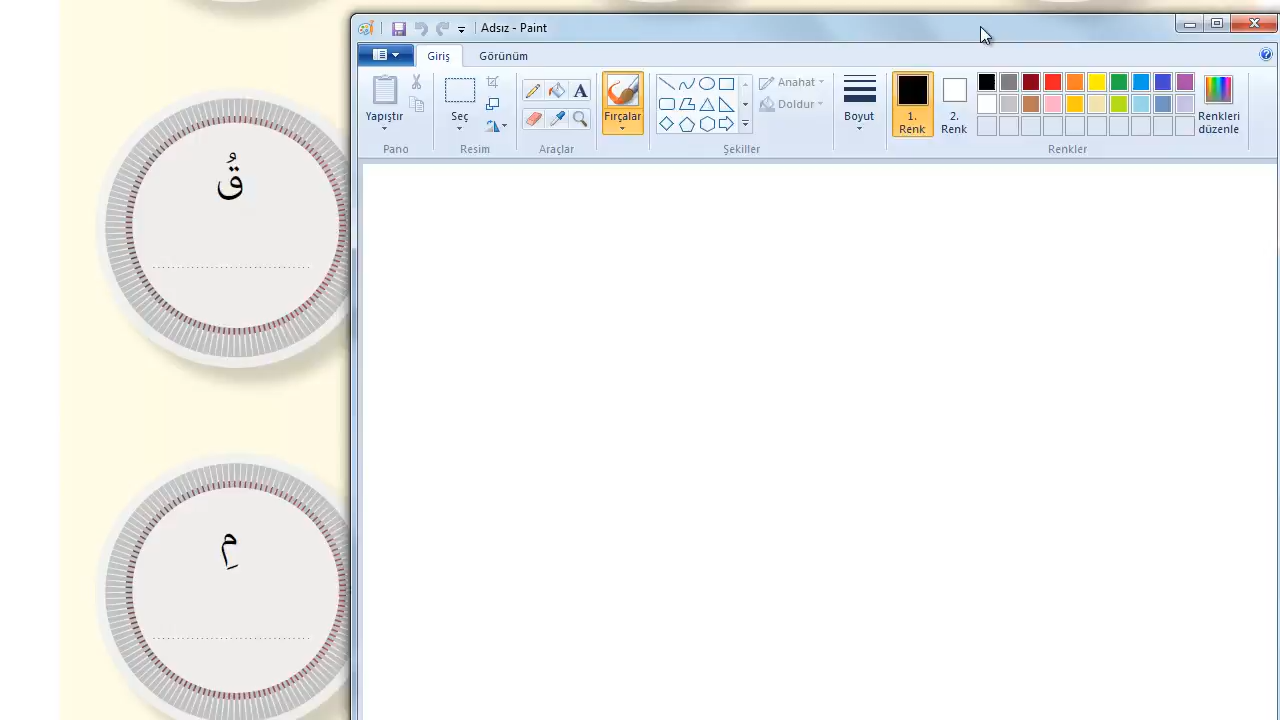 Adsız - Paint
Giriş Görünüm
Yapıştır
Seç
Fırçalar
Anahat
Doldur
Boyut
1. Renk
2. Renk
Renkleri düzenle
Pano Resim Araçlar Şekiller Renkler
قُ
مِ